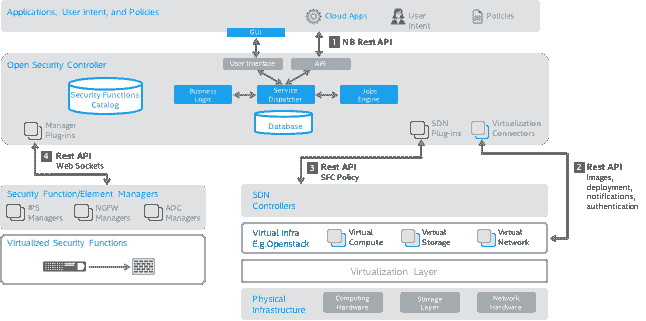 Applications, User Intent, and Policies
Cloud Apps
User
Intent
Policies
GUI
1 NB Rest API
User Interface
API
Open Security Controller
Security Functions
Catalog
Business
Logic
Service
Dispatcher
Jobs
Engine
Database
Manager
Plug-ins
SDN
Plug-ins
Virtualization
Connectors
4 Rest API
Web Sockets
3 Rest API
SFC Policy
2 Rest API
Images,
deployment,
notifications,
authentication
Security Function/Element Managers
IPS
Managers
NGFW
Managers
ADC
Managers
SDN
Controllers
Virtualized Security Functions
Virtual Infra
E.g.Openstack
Virtual
Compute
Virtual
Storage
Virtual
Network
Virtualization Layer
Physical
Infrastructure
Computing
Hardware
Storage
Layer
Network
Hardware